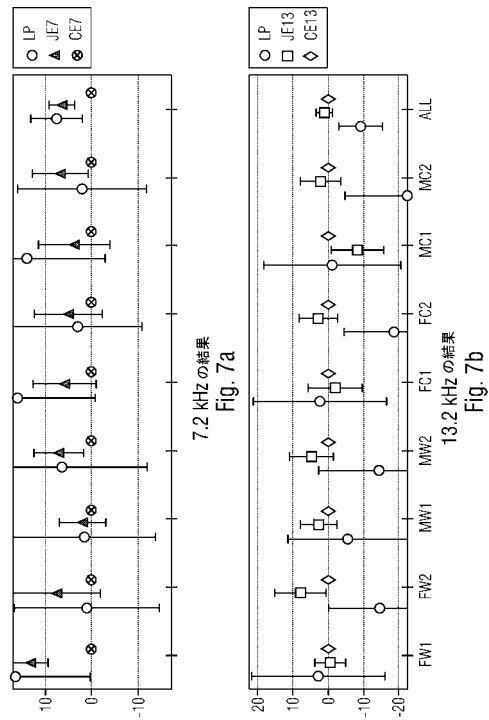 LP
JE7
CE7
10
0
-10
7.2 kHz の結果
Fig. 7a
LP
JE13
CE13
20
10
0
-10
-20
FW1 FW2 MW1 MW2 FC1 FC2 MC1 MC2 ALL
13.2 kHz の結果
Fig. 7b